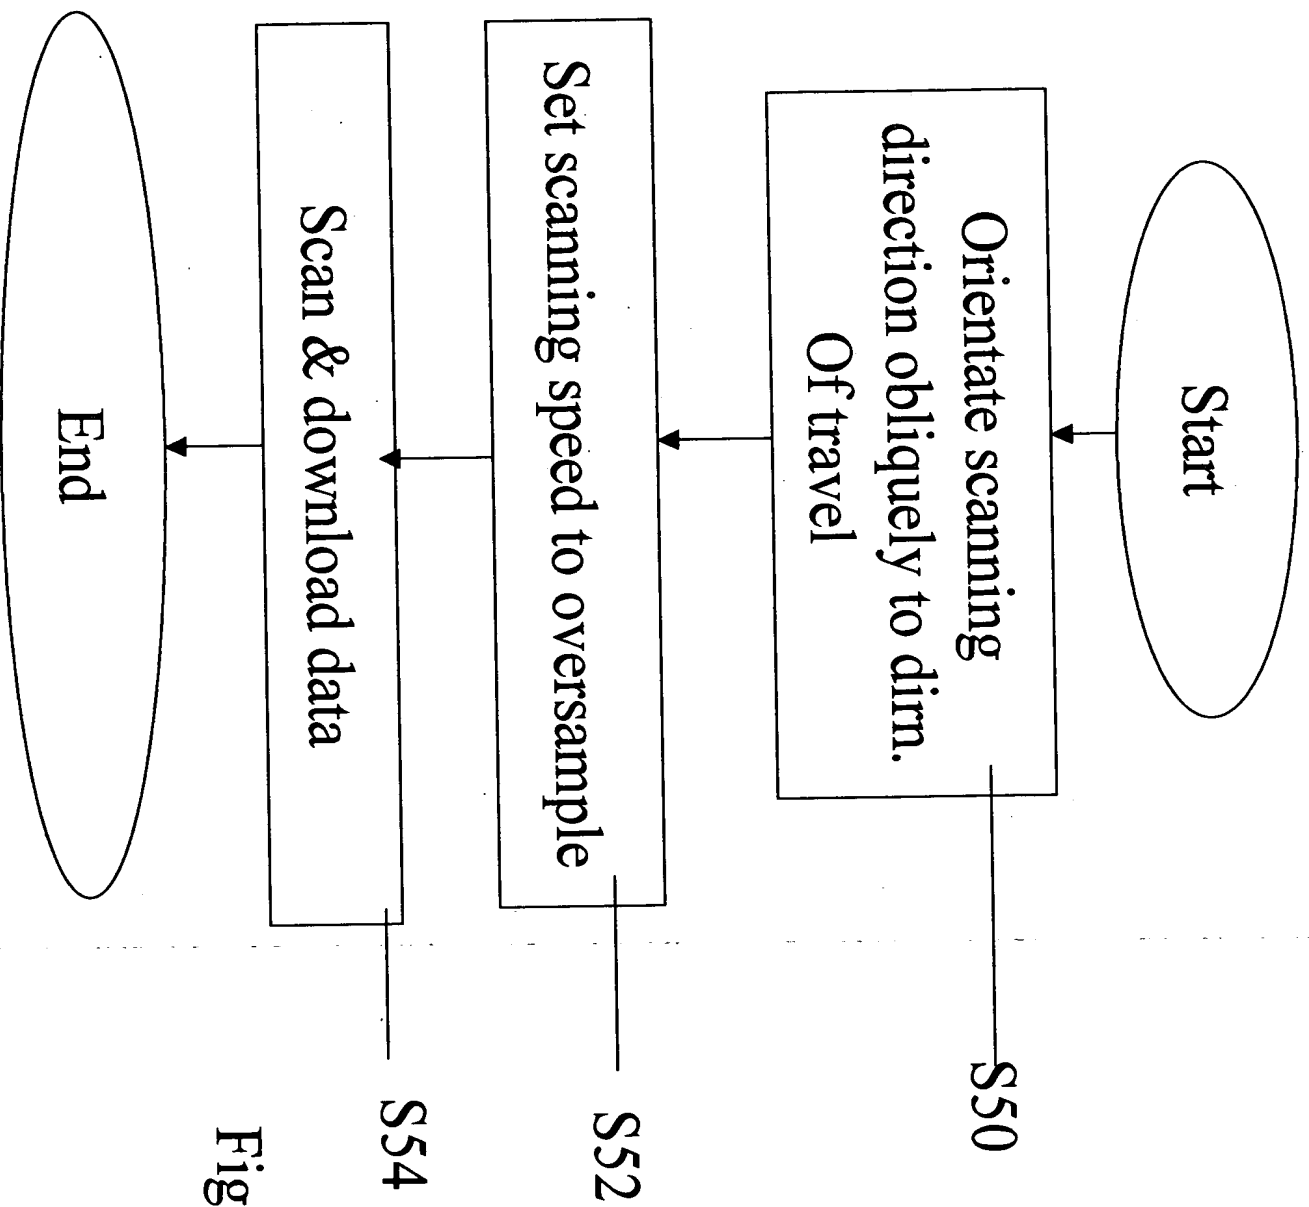 Start
Orientate scanning
direction obliquely to dirn.
Of travel
S50
Set scanning speed to oversample
S52
Scan & download data
S54
End
Fig